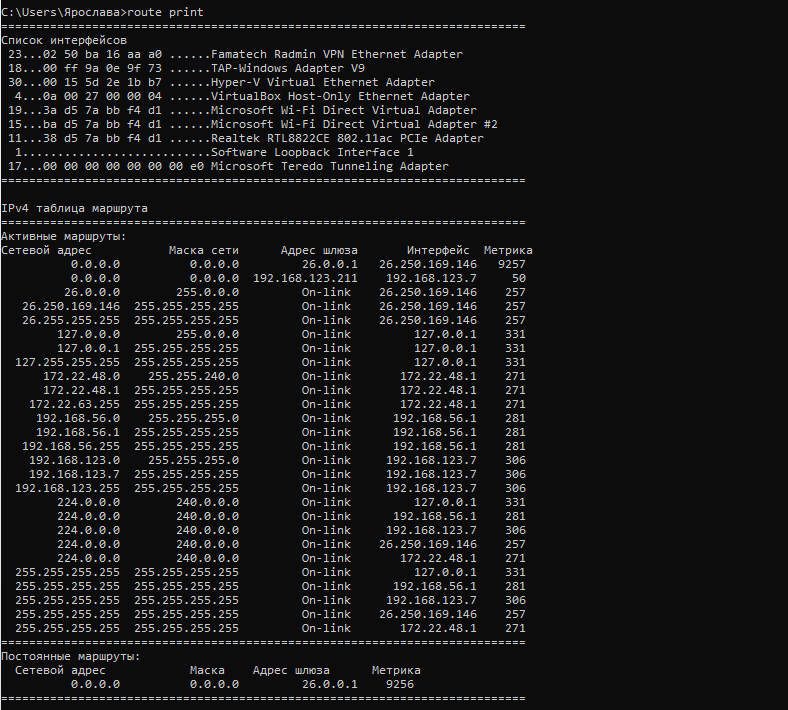 C:\Users\Ярослава>route print
===========================================================================
Список интерфейсов
 23...02 50 ba 16 aa a0 ......Famatech Radmin VPN Ethernet Adapter
 18...00 ff 9a 0e 9f 73 ......TAP-Windows Adapter V9
 30...00 15 5d 2e 1b b7 ......Hyper-V Virtual Ethernet Adapter
  4...0a 00 27 00 00 04 ......VirtualBox Host-Only Ethernet Adapter
 19...3a d5 7a bb f4 d1 ......Microsoft Wi-Fi Direct Virtual Adapter
 15...ba d5 7a bb f4 d1 ......Microsoft Wi-Fi Direct Virtual Adapter #2
 11...38 d5 7a bb f4 d1 ......Realtek RTL8822CE 802.11ac PCIe Adapter
  1...........................Software Loopback Interface 1
 17...00 00 00 00 00 00 00 e0 Microsoft Teredo Tunneling Adapter
===========================================================================
IPv4 таблица маршрута
===========================================================================
Активные маршруты:
Сетевой адрес           Маска сети      Адрес шлюза       Интерфейс  Метрика
          0.0.0.0          0.0.0.0         26.0.0.1   26.250.169.146   9257
          0.0.0.0          0.0.0.0  192.168.123.211    192.168.123.7     50
         26.0.0.0        255.0.0.0         On-link    26.250.169.146    257
   26.250.169.146  255.255.255.255         On-link    26.250.169.146    257
   26.255.255.255  255.255.255.255         On-link    26.250.169.146    257
        127.0.0.0        255.0.0.0         On-link         127.0.0.1    331
        127.0.0.1  255.255.255.255         On-link         127.0.0.1    331
  127.255.255.255  255.255.255.255         On-link         127.0.0.1    331
      172.22.48.0    255.255.240.0         On-link       172.22.48.1    271
      172.22.48.1  255.255.255.255         On-link       172.22.48.1    271
    172.22.63.255  255.255.255.255         On-link       172.22.48.1    271
     192.168.56.0    255.255.255.0         On-link      192.168.56.1    281
     192.168.56.1  255.255.255.255         On-link      192.168.56.1    281
   192.168.56.255  255.255.255.255         On-link      192.168.56.1    281
    192.168.123.0    255.255.255.0         On-link     192.168.123.7    306
    192.168.123.7  255.255.255.255         On-link     192.168.123.7    306
  192.168.123.255  255.255.255.255         On-link     192.168.123.7    306
        224.0.0.0        240.0.0.0         On-link         127.0.0.1    331
        224.0.0.0        240.0.0.0         On-link      192.168.56.1    281
        224.0.0.0        240.0.0.0         On-link     192.168.123.7    306
        224.0.0.0        240.0.0.0         On-link    26.250.169.146    257
        224.0.0.0        240.0.0.0         On-link       172.22.48.1    271
  255.255.255.255  255.255.255.255         On-link         127.0.0.1    331
  255.255.255.255  255.255.255.255         On-link      192.168.56.1    281
  255.255.255.255  255.255.255.255         On-link     192.168.123.7    306
  255.255.255.255  255.255.255.255         On-link    26.250.169.146    257
  255.255.255.255  255.255.255.255         On-link       172.22.48.1    271
===========================================================================
Постоянные маршруты:
  Сетевой адрес            Маска    Адрес шлюза      Метрика
          0.0.0.0          0.0.0.0         26.0.0.1    9256
===========================================================================